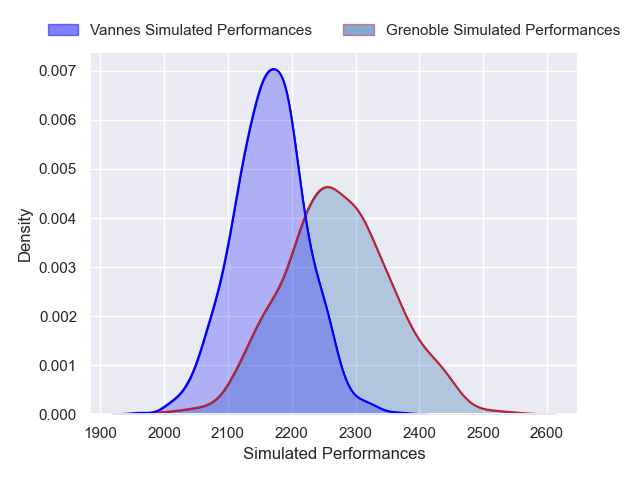 Vannes Simulated Performances Grenoble Simulated Performances
0.007
0.006
0.005
0.004
0.003
0.002
0.001
0.000
Density
1900 2000 2100 2200 2300 2400 2500 2600
Simulated Performances